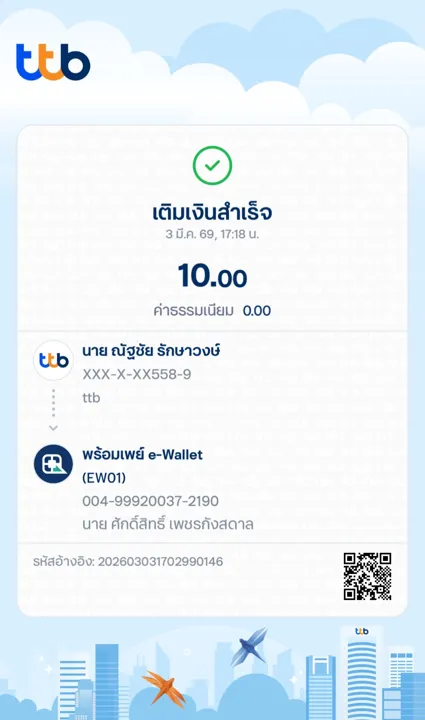 ttb
เติมเงินสำเร็จ
3 มี.ค. 69, 17:18 น.
10.00
ค่าธรรมเนียม 0.00
ttb
นาย ณัฐชัย รักษาวงษ์
XXX-X-XX558-9
ttb
พร้อมเพย์ e-Wallet
(EW01)
004-99920037-2190
นาย ศักดิ์สิทธิ์ เพชรกังสดาล
รหัสอ้างอิง: 202603031702990146
ttb